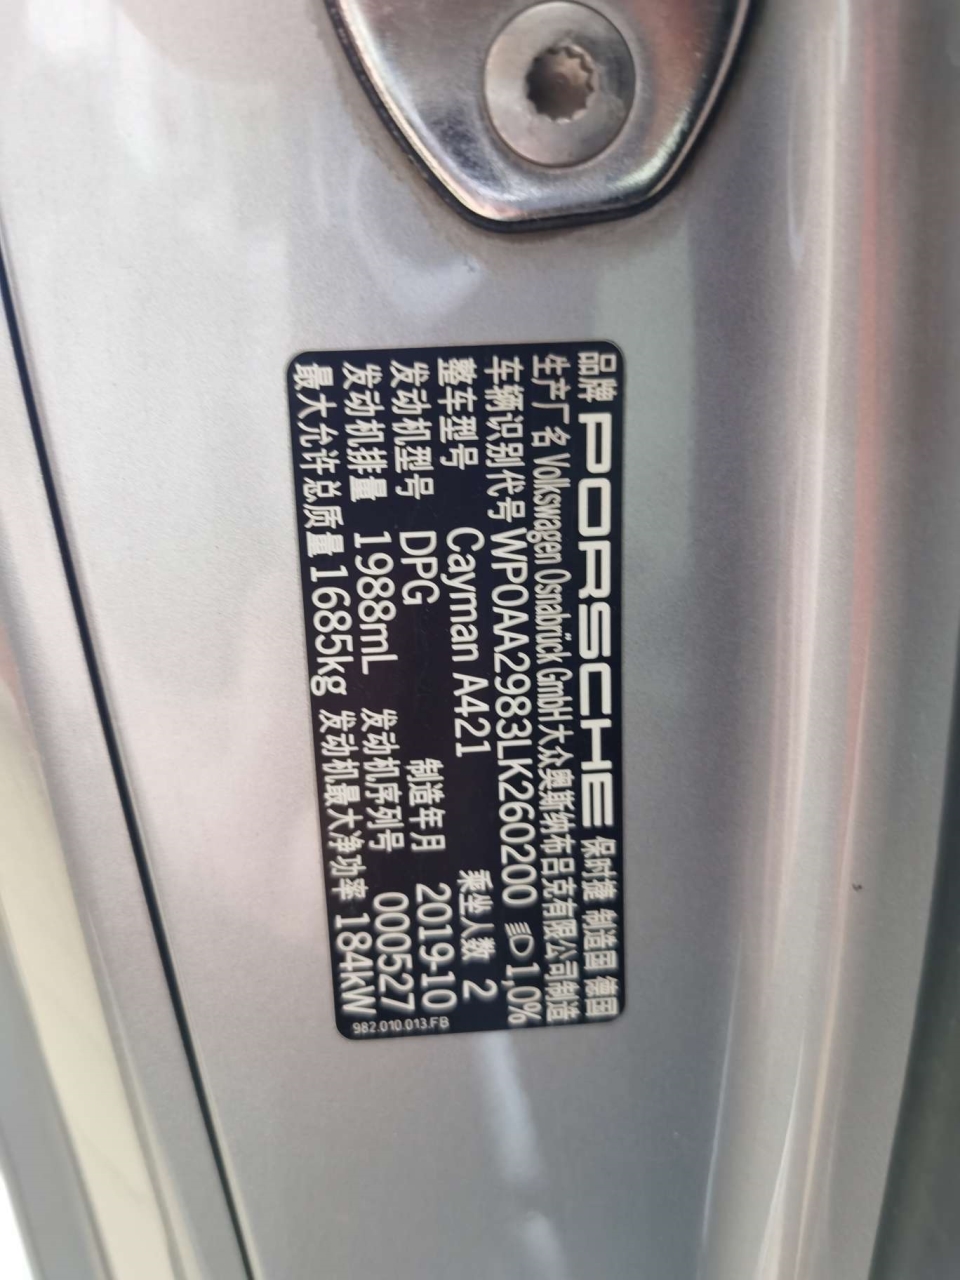 品牌 PORSCHE 保时捷 制造国 德国
生产厂名 Volkswagen Osnabrück GmbH大众奥斯纳布吕克有限公司制造
车辆识别代号 WP0AA2983LK260200 1,0%
整车型号 Cayman A421 乘坐人数 2
发动机型号 DPG 制造年月 2019-10
发动机排量 1988mL 发动机序列号 000527
最大允许总质量 1685kg 发动机最大净功率 184kW
982.010.013.FB